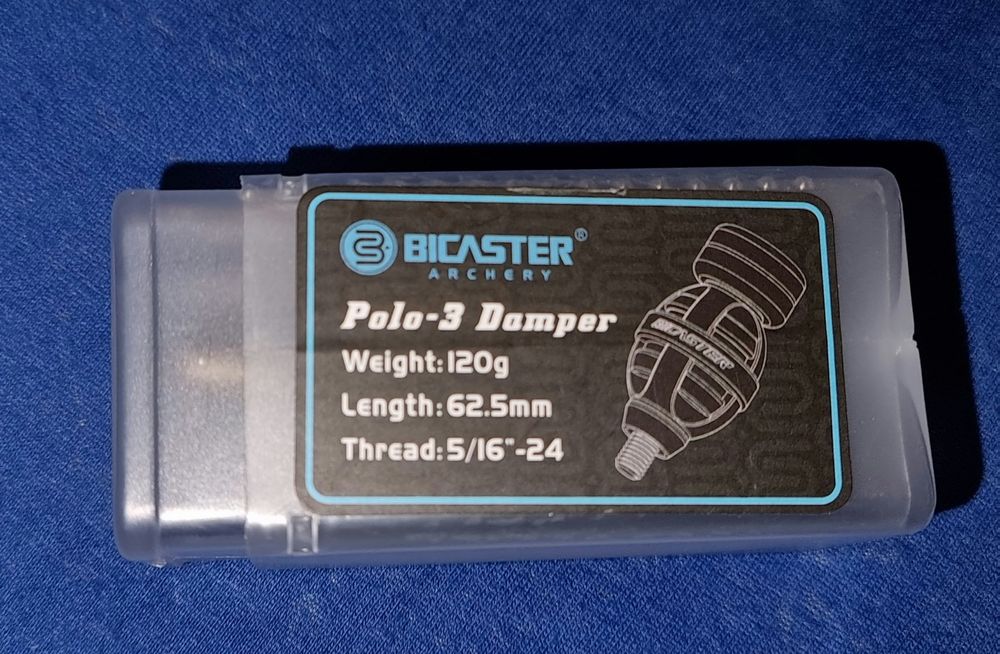 BICASTER®
ARCHERY
Polo-3 Damper
Weight:120g
Length:62.5mm
Thread:5/16"-24
BICASTER®